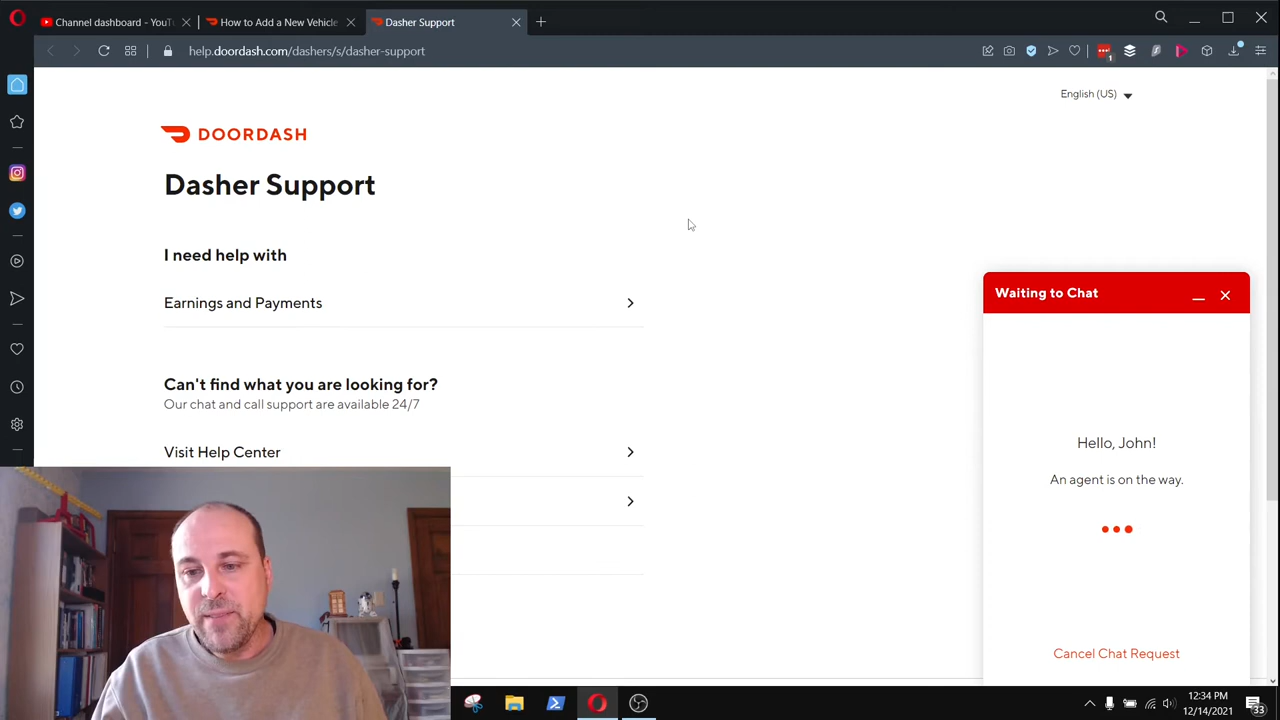 Channel dashboard - YouTu
How to Add a New Vehicle
Dasher Support
help.doordash.com/dashers/s/dasher-support
1
English (US)
DOORDASH
Dasher Support
I need help with
Earnings and Payments
Can't find what you are looking for?
Our chat and call support are available 24/7
Visit Help Center
Waiting to Chat
Hello, John!
An agent is on the way.
Cancel Chat Request
12:34 PM
12/14/2021
33